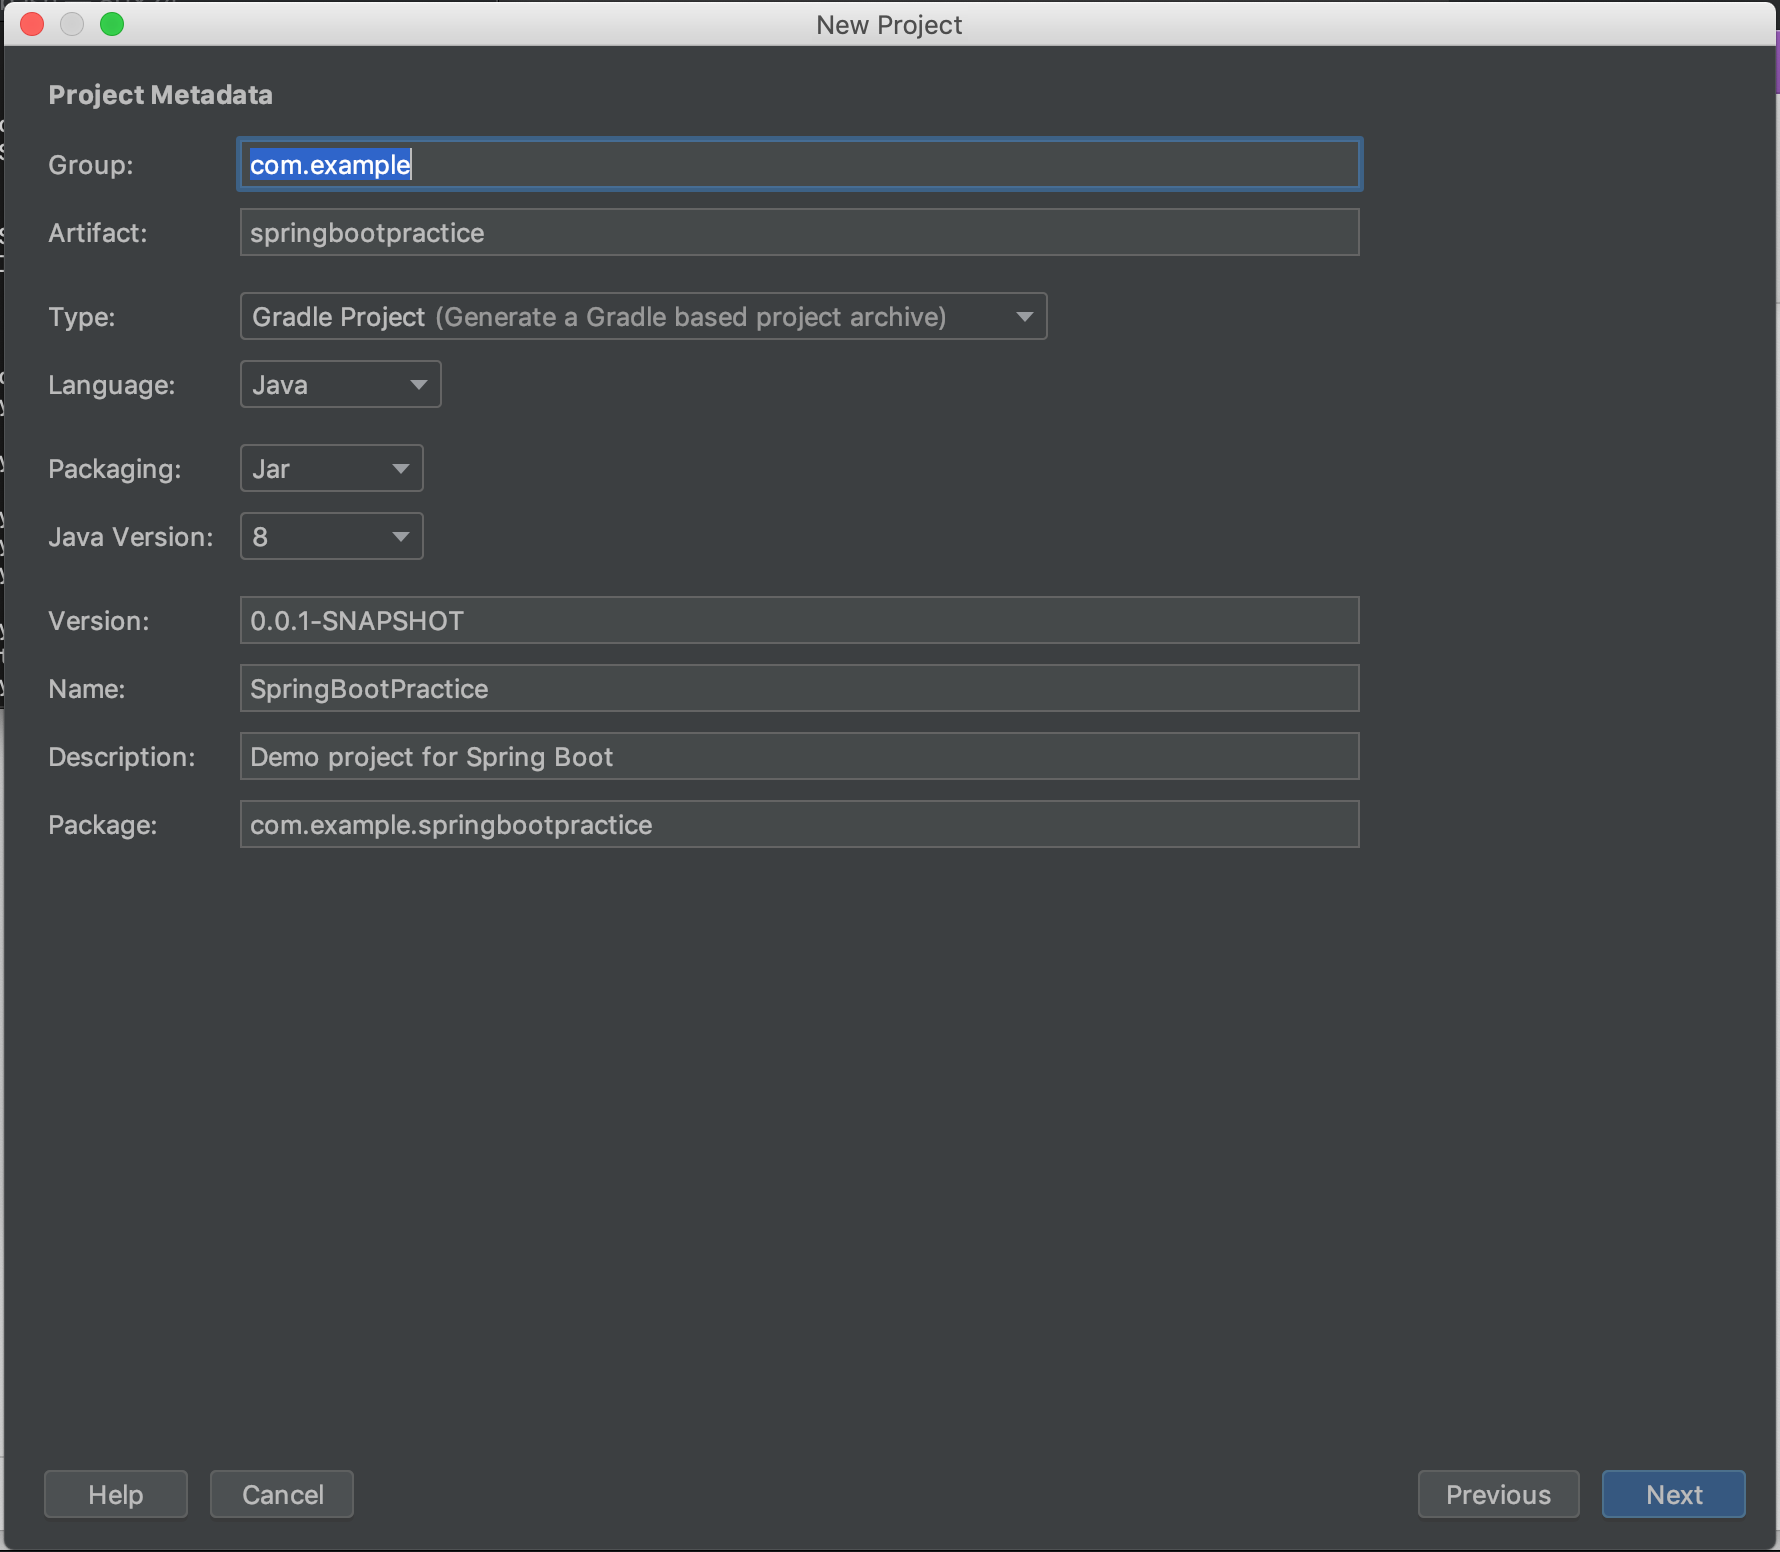 New Project
Project Metadata
Group: com.example
Artifact: springbootpractice
Type: Gradle Project (Generate a Gradle based project archive)
Language: Java
Packaging: Jar
Java Version: 8
Version: 0.0.1-SNAPSHOT
Name: SpringBootPractice
Description: Demo project for Spring Boot
Package: com.example.springbootpractice
Help Cancel Previous Next